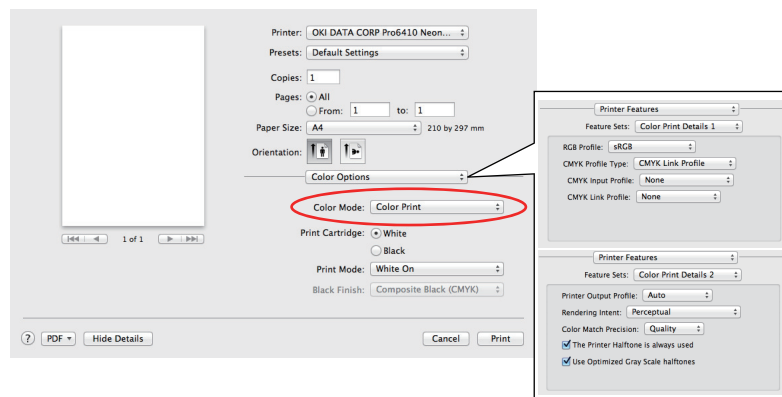 Printer: OKI DATA CORP Pro6410 Neon...
Presets: Default Settings
Copies: 1
Pages: All
From: 1 to: 1
Paper Size: A4 210 by 297 mm
Orientation:
Color Options
Color Mode: Color Print
Print Cartridge: White
Black
Print Mode: White On
Black Finish: Composite Black (CMYK)
1 of 1
? PDF Hide Details Cancel Print
Printer Features
Feature Sets: Color Print Details 1
RGB Profile: sRGB
CMYK Profile Type: CMYK Link Profile
CMYK Input Profile: None
CMYK Link Profile: None
Printer Features
Feature Sets: Color Print Details 2
Printer Output Profile: Auto
Rendering Intent: Perceptual
Color Match Precision: Quality
The Printer Halftone is always used
Use Optimized Gray Scale halftones